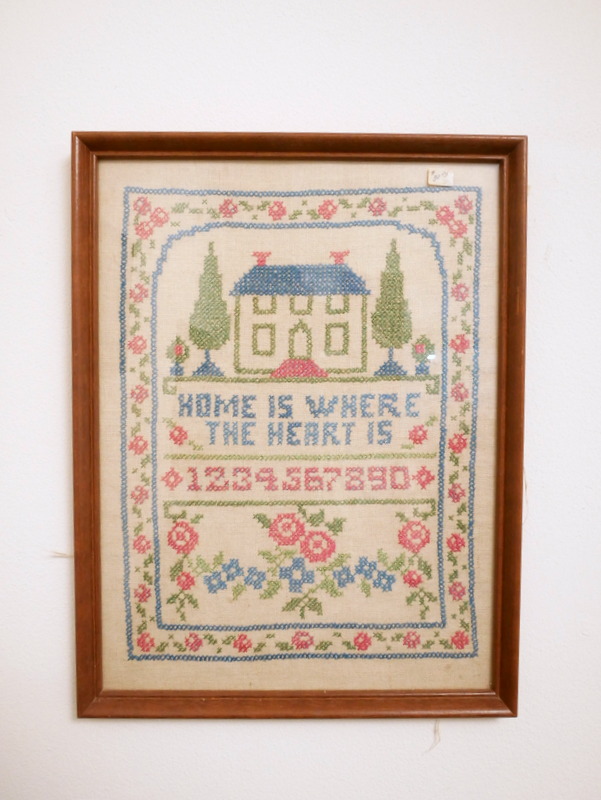 HOME IS WHERE
THE HEART IS
1234567890